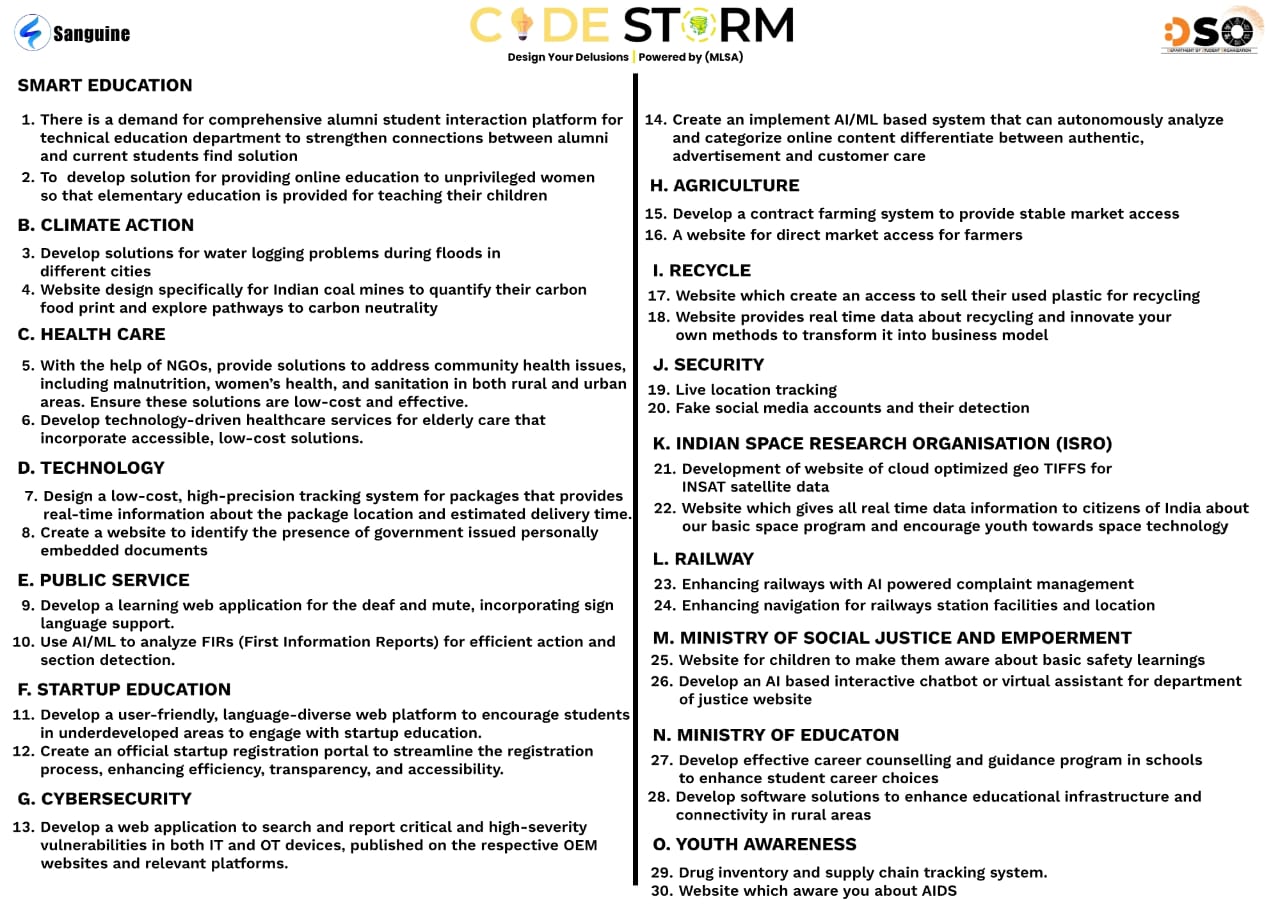 Sanguine
CODE STORM
Design Your Delusions | Powered by (MLSA)
DSO
DEPARTMENT OF STUDENT ORGANISATION
SMART EDUCATION
1. There is a demand for comprehensive alumni student interaction platform for
technical education department to strengthen connections between alumni
and current students find solution
2. To develop solution for providing online education to unprivileged women
so that elementary education is provided for teaching their children
B. CLIMATE ACTION
3. Develop solutions for water logging problems during floods in
different cities
4. Website design specifically for Indian coal mines to quantify their carbon
food print and explore pathways to carbon neutrality
C. HEALTH CARE
5. With the help of NGOs, provide solutions to address community health issues,
including malnutrition, women's health, and sanitation in both rural and urban
areas. Ensure these solutions are low-cost and effective.
6. Develop technology-driven healthcare services for elderly care that
incorporate accessible, low-cost solutions.
D. TECHNOLOGY
7. Design a low-cost, high-precision tracking system for packages that provides
real-time information about the package location and estimated delivery time.
8. Create a website to identify the presence of government issued personally
embedded documents
E. PUBLIC SERVICE
9. Develop a learning web application for the deaf and mute, incorporating sign
language support.
10. Use AI/ML to analyze FIRs (First Information Reports) for efficient action and
section detection.
F. STARTUP EDUCATION
11. Develop a user-friendly, language-diverse web platform to encourage students
in underdeveloped areas to engage with startup education.
12. Create an official startup registration portal to streamline the registration
process, enhancing efficiency, transparency, and accessibility.
G. CYBERSECURITY
13. Develop a web application to search and report critical and high-severity
vulnerabilities in both IT and OT devices, published on the respective OEM
websites and relevant platforms.
14. Create an implement AI/ML based system that can autonomously analyze
and categorize online content differentiate between authentic,
advertisement and customer care
H. AGRICULTURE
15. Develop a contract farming system to provide stable market access
16. A website for direct market access for farmers
I. RECYCLE
17. Website which create an access to sell their used plastic for recycling
18. Website provides real time data about recycling and innovate your
own methods to transform it into business model
J. SECURITY
19. Live location tracking
20. Fake social media accounts and their detection
K. INDIAN SPACE RESEARCH ORGANISATION (ISRO)
21. Development of website of cloud optimized geo TIFFS for
INSAT satellite data
22. Website which gives all real time data information to citizens of India about
our basic space program and encourage youth towards space technology
L. RAILWAY
23. Enhancing railways with AI powered complaint management
24. Enhancing navigation for railways station facilities and location
M. MINISTRY OF SOCIAL JUSTICE AND EMPOERMENT
25. Website for children to make them aware about basic safety learnings
26. Develop an AI based interactive chatbot or virtual assistant for department
of justice website
N. MINISTRY OF EDUCATON
27. Develop effective career counselling and guidance program in schools
to enhance student career choices
28. Develop software solutions to enhance educational infrastructure and
connectivity in rural areas
O. YOUTH AWARENESS
29. Drug inventory and supply chain tracking system.
30. Website which aware you about AIDS